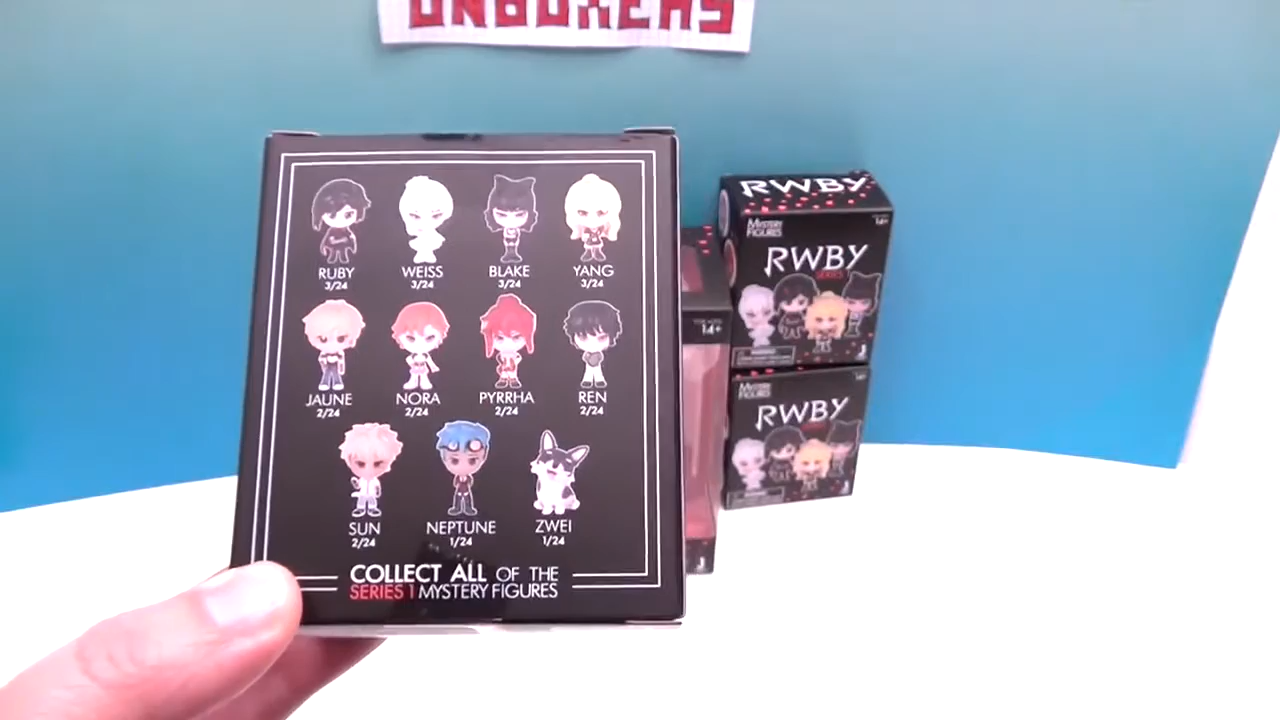 UNBOXERS
RUBY
3/24
WEISS
3/24
BLAKE
3/24
YANG
3/24
JAUNE
2/24
NORA
2/24
PYRRHA
2/24
REN
2/24
SUN
2/24
NEPTUNE
1/24
ZWEI
1/24
COLLECT ALL OF THE
SERIES 1 MYSTERY FIGURES
14+
RWBY
MYSTERY
FIGURES
14+
RWBY
SERIES 1
MYSTERY
FIGURES
RWBY